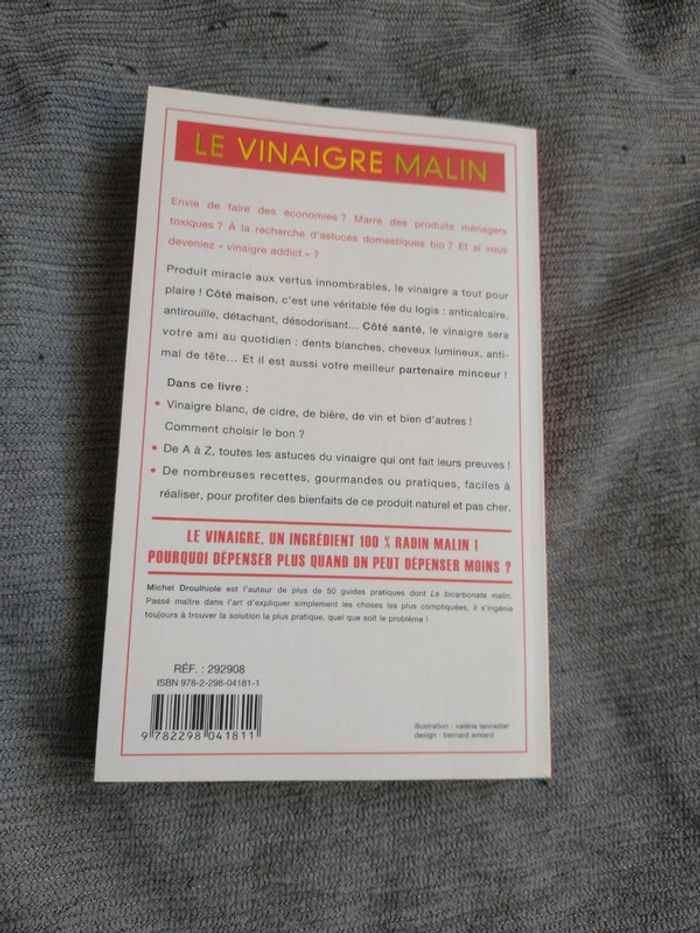 LE VINAIGRE MALIN
Envie de faire des économies ? Marre des produits ménagers
toxiques ? À la recherche d'astuces domestiques bio ? Et si vous
deveniez « vinaigre addict » ?
Produit miracle aux vertus innombrables, le vinaigre a tout pour
plaire ! Côté maison, c'est une véritable fée du logis : anticalcaire,
antirouille, détachant, désodorisant... Côté santé, le vinaigre sera
votre ami au quotidien : dents blanches, cheveux lumineux, anti-
mal de tête... Et il est aussi votre meilleur partenaire minceur !
Dans ce livre :
• Vinaigre blanc, de cidre, de bière, de vin et bien d'autres !
Comment choisir le bon ?
• De A à Z, toutes les astuces du vinaigre qui ont fait leurs preuves !
• De nombreuses recettes, gourmandes ou pratiques, faciles à
réaliser, pour profiter des bienfaits de ce produit naturel et pas cher.
LE VINAIGRE, UN INGRÉDIENT 100 % RADIN MALIN !
POURQUOI DÉPENSER PLUS QUAND ON PEUT DÉPENSER MOINS ?
Michel Droulhiole est l'auteur de plus de 50 guides pratiques dont Le bicarbonate malin.
Passé maître dans l'art d'expliquer simplement les choses les plus compliquées, il s'ingénie
toujours à trouver la solution la plus pratique, quel que soit le problème !
RÉF. : 292908
ISBN 978-2-298-04181-1
9 782298 041811
illustration : valérie lancaster
design : bernard amiard